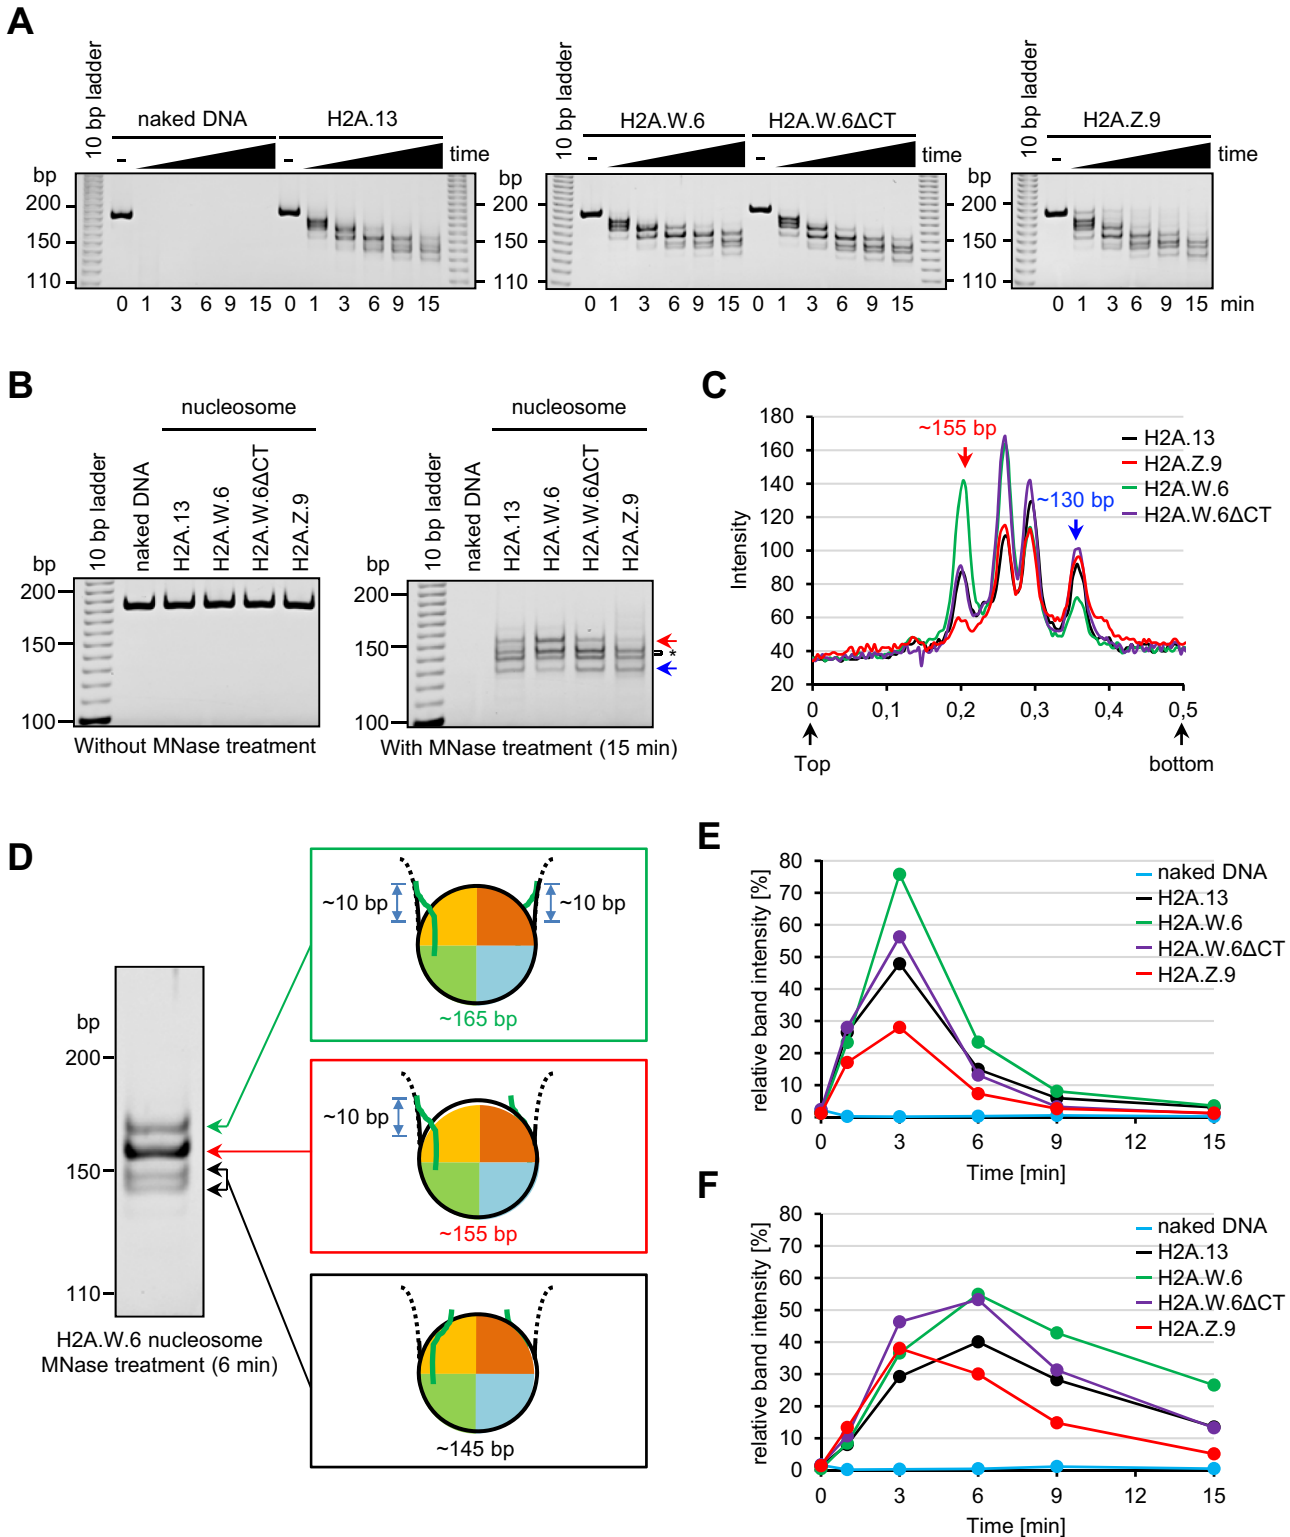 A
10 bp ladder
naked DNA
H2A.13
–
–
time
bp
200
150
110
0 1 3 6 9 15 0 1 3 6 9 15
10 bp ladder
H2A.W.6
H2A.W.6ΔCT
–
–
time
bp
200
150
110
0 1 3 6 9 15 0 1 3 6 9 15
10 bp ladder
H2A.Z.9
–
time
bp
200
150
110
0 1 3 6 9 15 min
B
nucleosome
10 bp ladder
naked DNA
H2A.13
H2A.W.6
H2A.W.6ΔCT
H2A.Z.9
bp
200
150
100
Without MNase treatment
nucleosome
10 bp ladder
naked DNA
H2A.13
H2A.W.6
H2A.W.6ΔCT
H2A.Z.9
bp
200
150
100
*
With MNase treatment (15 min)
C
Intensity
180
160
140
120
100
80
60
40
20
0 0,1 0,2 0,3 0,4 0,5
Top
bottom
~155 bp
~130 bp
H2A.13
H2A.Z.9
H2A.W.6
H2A.W.6ΔCT
D
bp
200
150
110
H2A.W.6 nucleosome
MNase treatment (6 min)
~10 bp
~10 bp
~165 bp
~10 bp
~155 bp
~145 bp
E
relative band intensity [%]
80
70
60
50
40
30
20
10
0
0 3 6 9 12 15
Time [min]
naked DNA
H2A.13
H2A.W.6
H2A.W.6ΔCT
H2A.Z.9
F
relative band intensity [%]
80
70
60
50
40
30
20
10
0
0 3 6 9 12 15
Time [min]
naked DNA
H2A.13
H2A.W.6
H2A.W.6ΔCT
H2A.Z.9